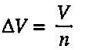 ΔV = V/n